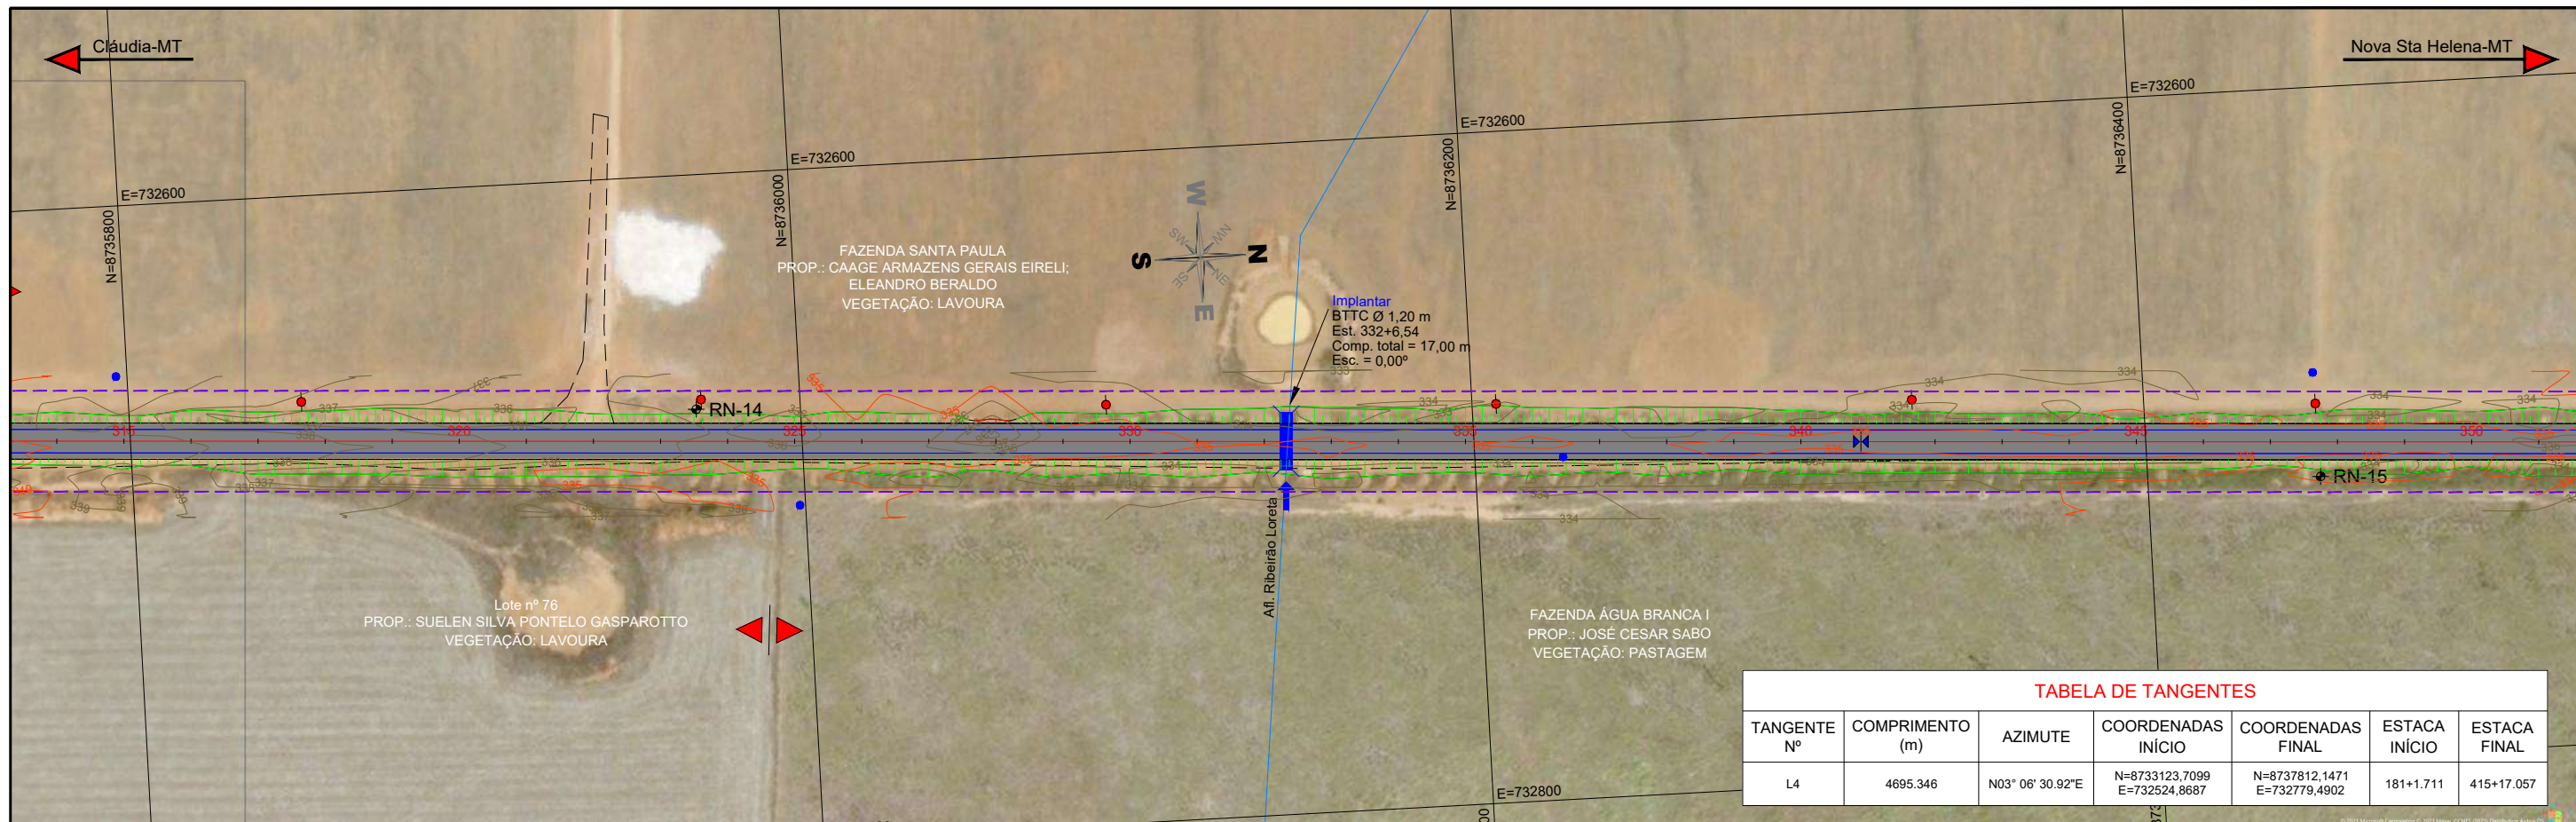 Cláudia-MT
Nova Sta Helena-MT
E=732600
E=732600
E=732600
E=732600
N=8735800
N=8736000
N=8736200
N=8736400
FAZENDA SANTA PAULA
PROP.: CAAGE ARMAZENS GERAIS EIRELI;
ELEANDRO BERALDO
VEGETAÇÃO: LAVOURA
W
SW
NW
S
N
SE
NE
E
Implantar
BTTC Ø 1,20 m
Est. 332+6,54
Comp. total = 17,00 m
Esc. = 0,00º
RN-14
315
320
325
330
335
340
345
350
RN-15
Afl. Ribeirão Loreta
Lote nº 76
PROP.: SUELEN SILVA PONTELO GASPAROTTO
VEGETAÇÃO: LAVOURA
FAZENDA ÁGUA BRANCA I
PROP.: JOSÉ CESAR SABO
VEGETAÇÃO: PASTAGEM
E=732800
TABELA DE TANGENTES
TANGENTE Nº
COMPRIMENTO (m)
AZIMUTE
COORDENADAS INÍCIO
COORDENADAS FINAL
ESTACA INÍCIO
ESTACA FINAL
L4
4695.346
N03° 06' 30.92"E
N=8733123,7099
E=732524,8687
N=8737812,1471
E=732779,4902
181+1.711
415+17.057